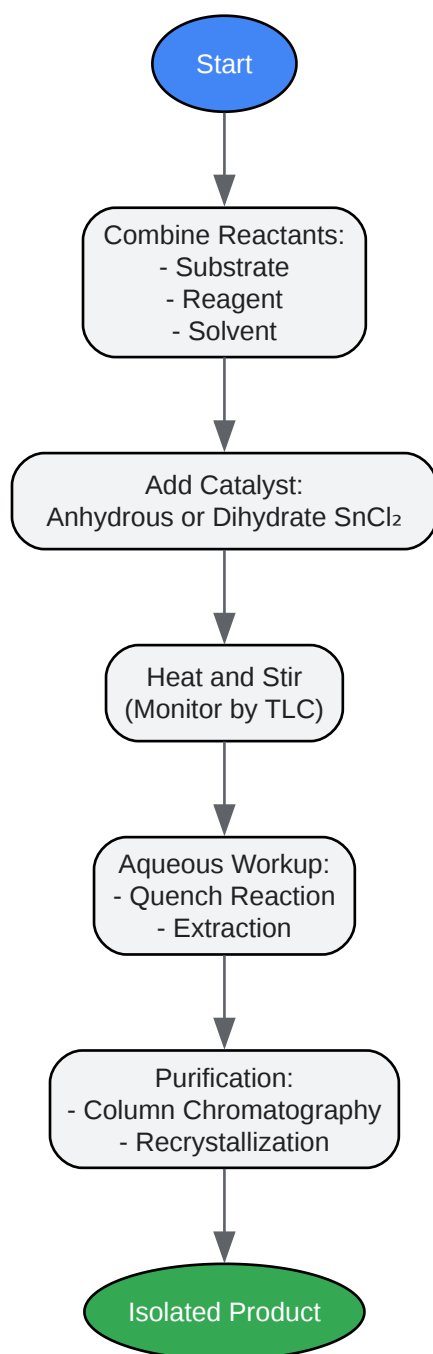 Start
Combine Reactants:
- Substrate
- Reagent
- Solvent
Add Catalyst:
Anhydrous or Dihydrate SnCl₂
Heat and Stir
(Monitor by TLC)
Aqueous Workup:
- Quench Reaction
- Extraction
Purification:
- Column Chromatography
- Recrystallization
Isolated Product